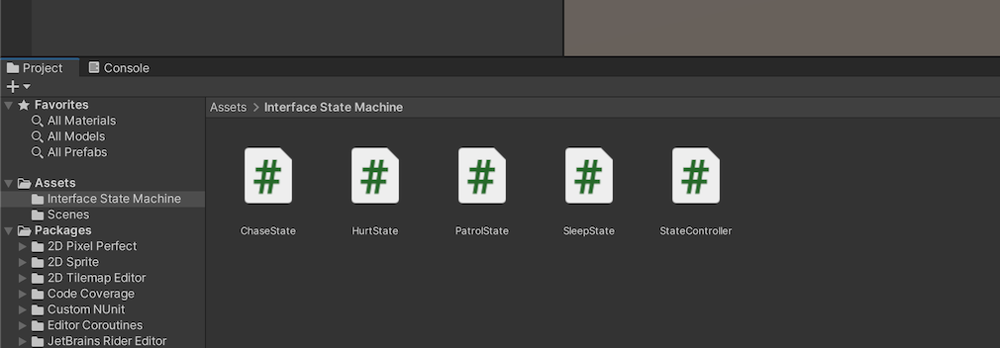 Project
Console
Favorites
All Materials
All Models
All Prefabs
Assets
Interface State Machine
Scenes
Packages
2D Pixel Perfect
2D Sprite
2D Tilemap Editor
Code Coverage
Custom NUnit
Editor Coroutines
JetBrains Rider Editor
Assets > Interface State Machine
ChaseState
HurtState
PatrolState
SleepState
StateController